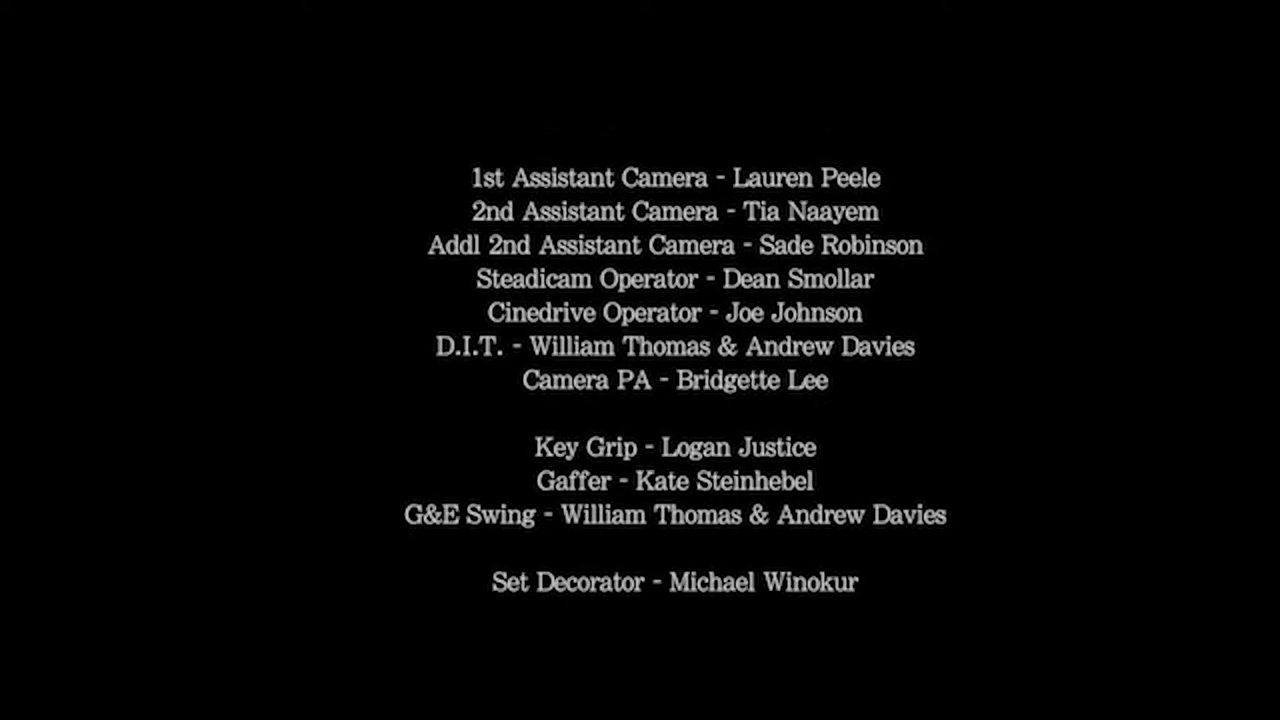 1st Assistant Camera - Lauren Peele
2nd Assistant Camera - Tia Naayem
Addl 2nd Assistant Camera - Sade Robinson
Steadicam Operator - Dean Smollar
Cinedrive Operator - Joe Johnson
D.I.T. - William Thomas & Andrew Davies
Camera PA - Bridgette Lee
Key Grip - Logan Justice
Gaffer - Kate Steinhebel
G&E Swing - William Thomas & Andrew Davies
Set Decorator - Michael Winokur